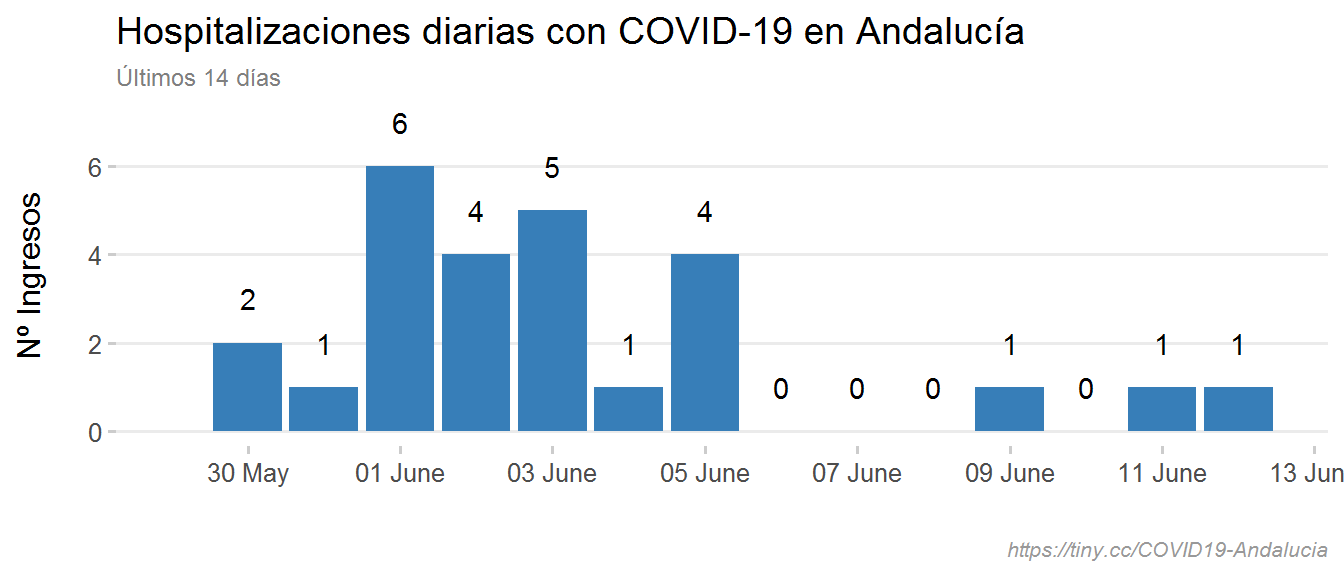 Hospitalizaciones diarias con COVID-19 en Andalucía
Últimos 14 días
Nº Ingresos
6
4
2
0
2
1
6
4
5
1
4
0
0
0
1
0
1
1
30 May
01 June
03 June
05 June
07 June
09 June
11 June
13 Jun
https://tiny.cc/COVID19-Andalucia